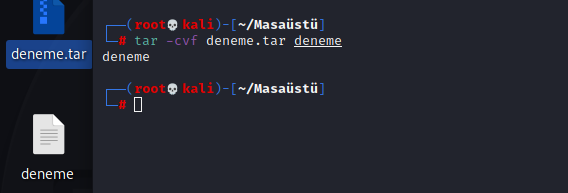 deneme.tar
deneme
┌──(root💀kali)-[~/Masaüstü]
└─# tar -cvf deneme.tar deneme
deneme
┌──(root💀kali)-[~/Masaüstü]
└─#